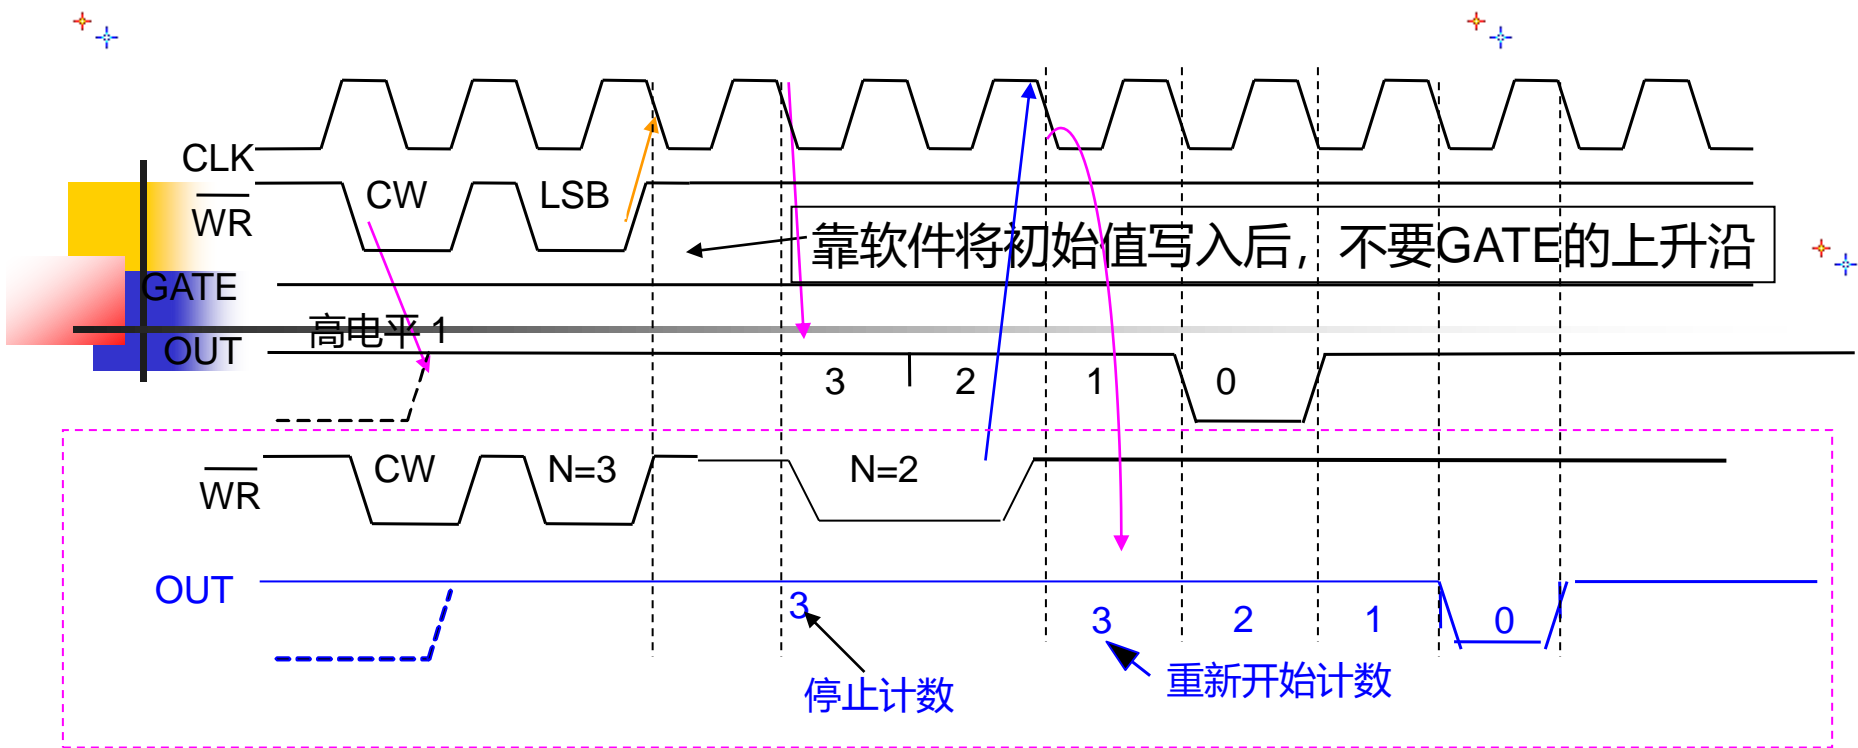 CLK
CW LSB
WR
靠软件将初始值写入后，不要GATE的上升沿
GATE
高电平 1
OUT
3 2 1 0
CW N=3 N=2
WR
OUT
3 3 2 1 0
停止计数 重新开始计数